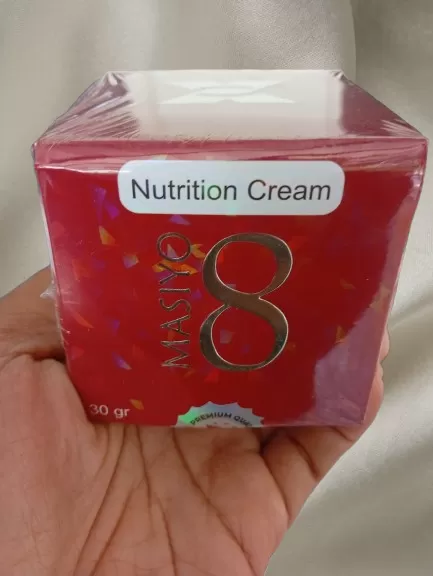 Nutrition Cream
MASIYO
8
30 gr
PREMIUM